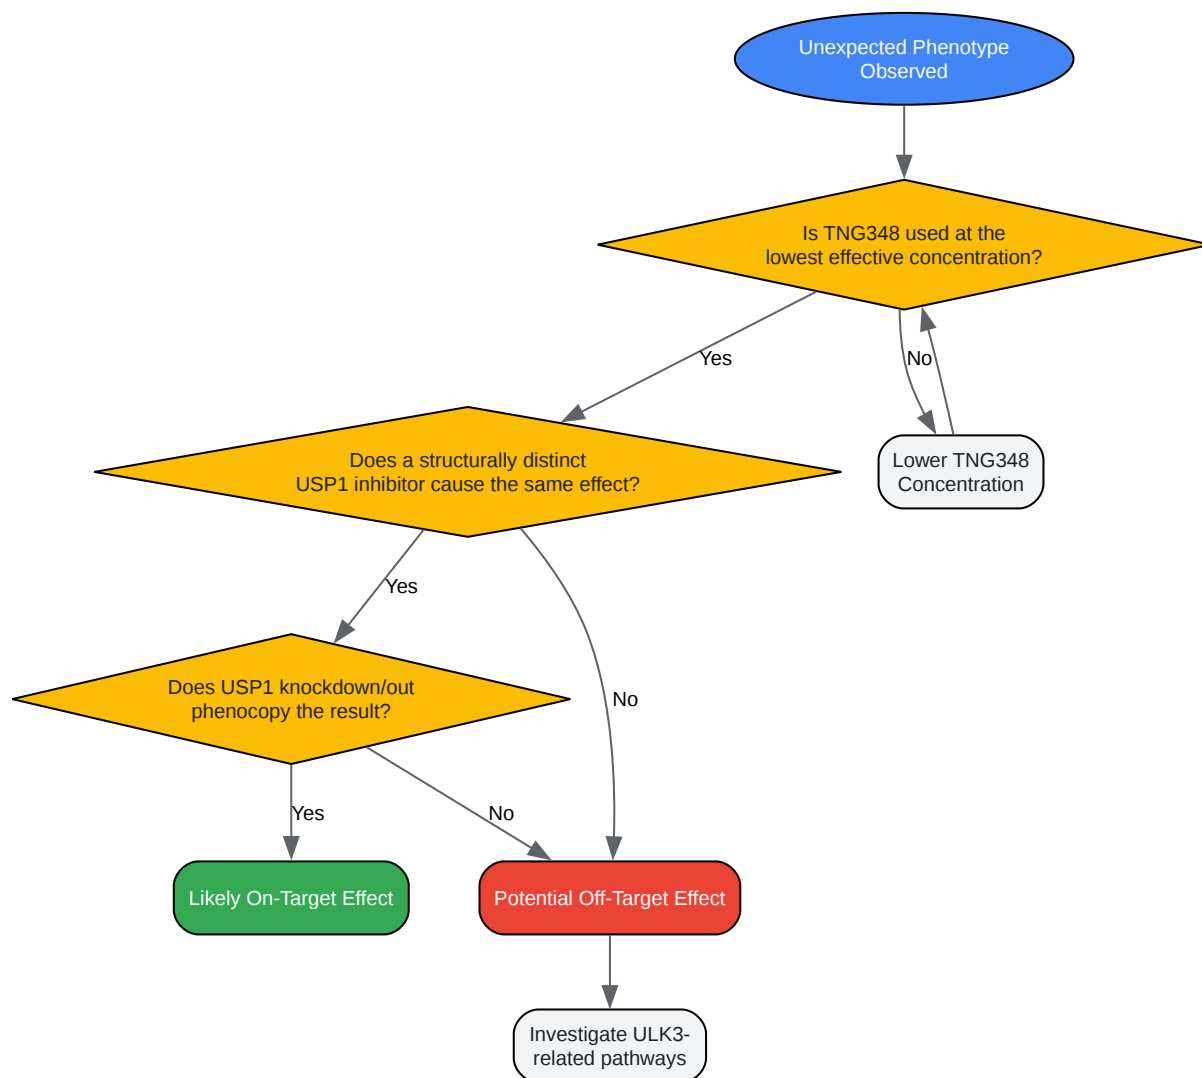 Unexpected Phenotype
Observed
Is TNG348 used at the
lowest effective concentration?
Yes
No
Lower TNG348
Concentration
Does a structurally distinct
USP1 inhibitor cause the same effect?
Yes
No
Does USP1 knockdown/out
phenocopy the result?
Yes
No
Likely On-Target Effect
Potential Off-Target Effect
Investigate ULK3-
related pathways